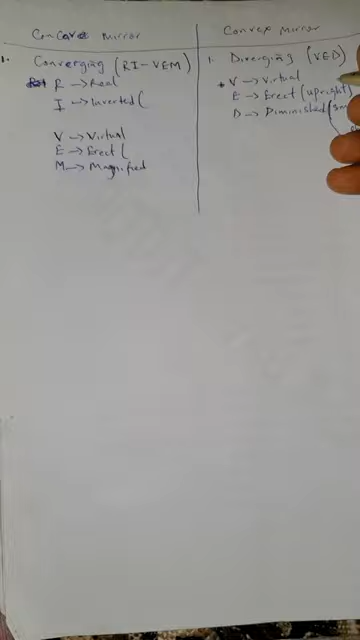 Concave mirror
1. Converging (RI-VEM)
R → Real
I → Inverted (
V → Virtual
E → Erect (
M → Magnified
Convex mirror
1. Diverging (VED)
V → Virtual
E → Erect (upright)
D → Diminished (sm